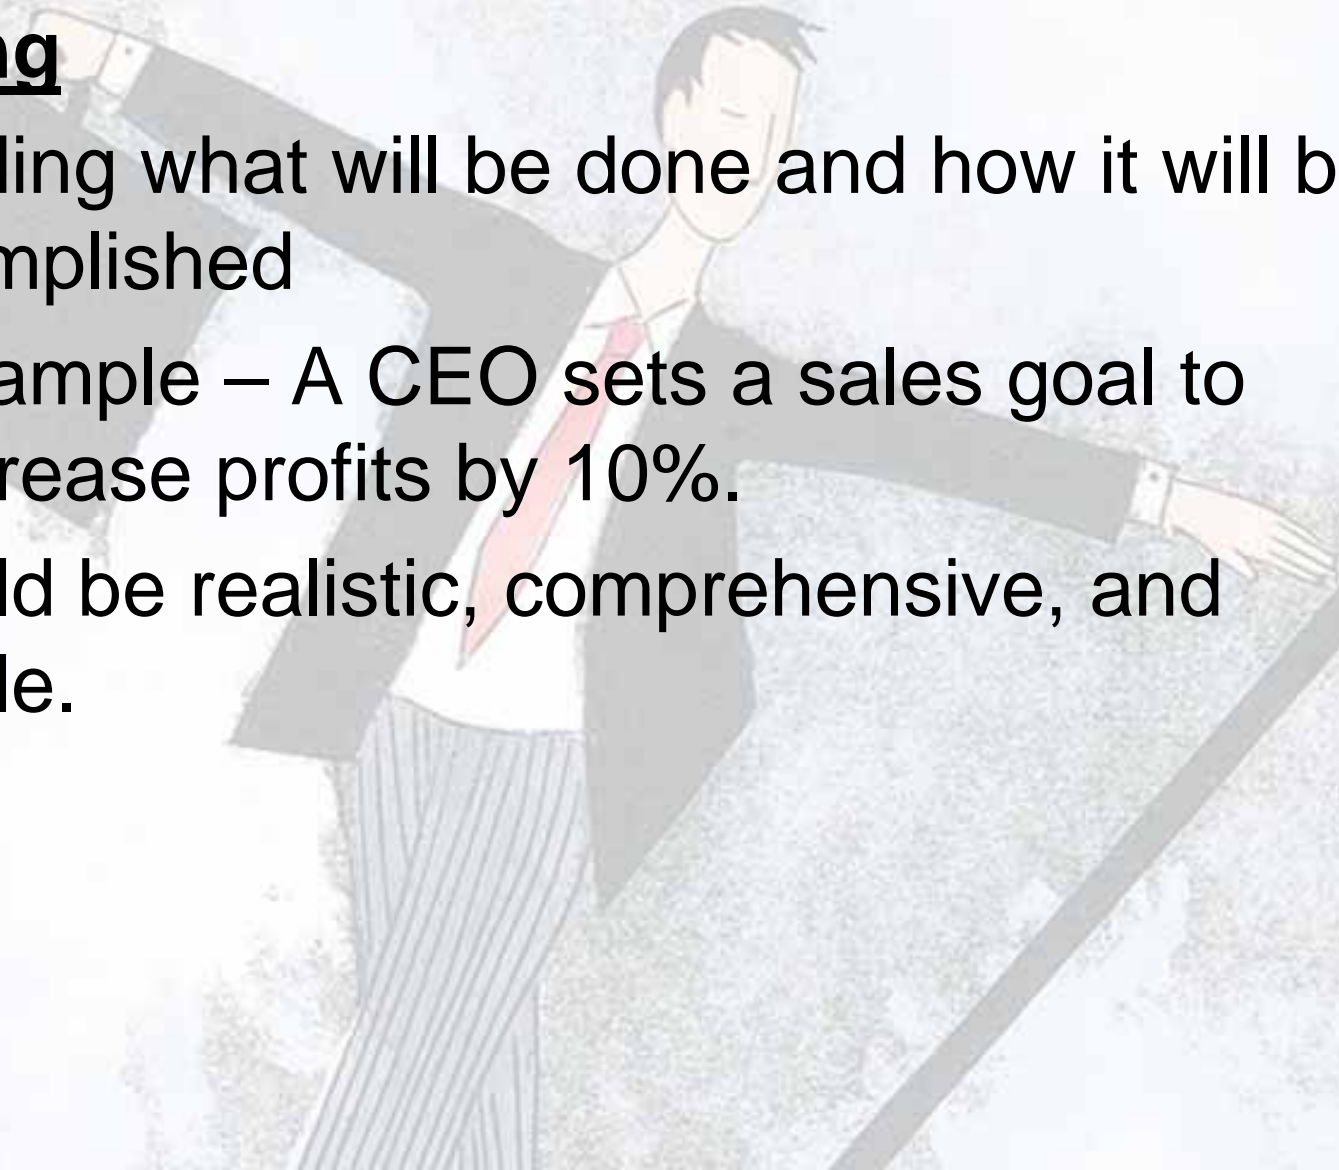 ng
ding what will be done and how it will b
mplished
ample – A CEO sets a sales goal to
rease profits by 10%.
ld be realistic, comprehensive, and
le.